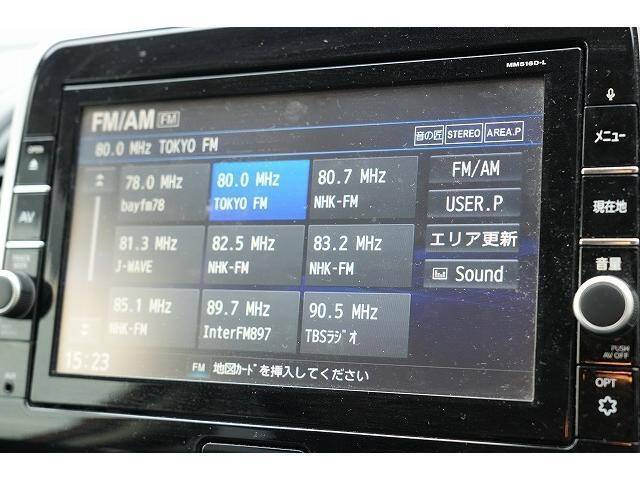 MM516D-L
FM/AM FM
80.0 MHz TOKYO FM
音の匠 STEREO AREA.P
78.0 MHz
bayfm78
80.0 MHz
TOKYO FM
80.7 MHz
NHK-FM
81.3 MHz
J-WAVE
82.5 MHz
NHK-FM
83.2 MHz
NHK-FM
85.1 MHz
NHK-FM
89.7 MHz
InterFM897
90.5 MHz
TBSラジオ
FM/AM
USER.P
エリア更新
Sound
15:23
FM 地図カードを挿入してください
OPEN
AV
メニュー
現在地
音量
PUSH
AV OFF
OPT